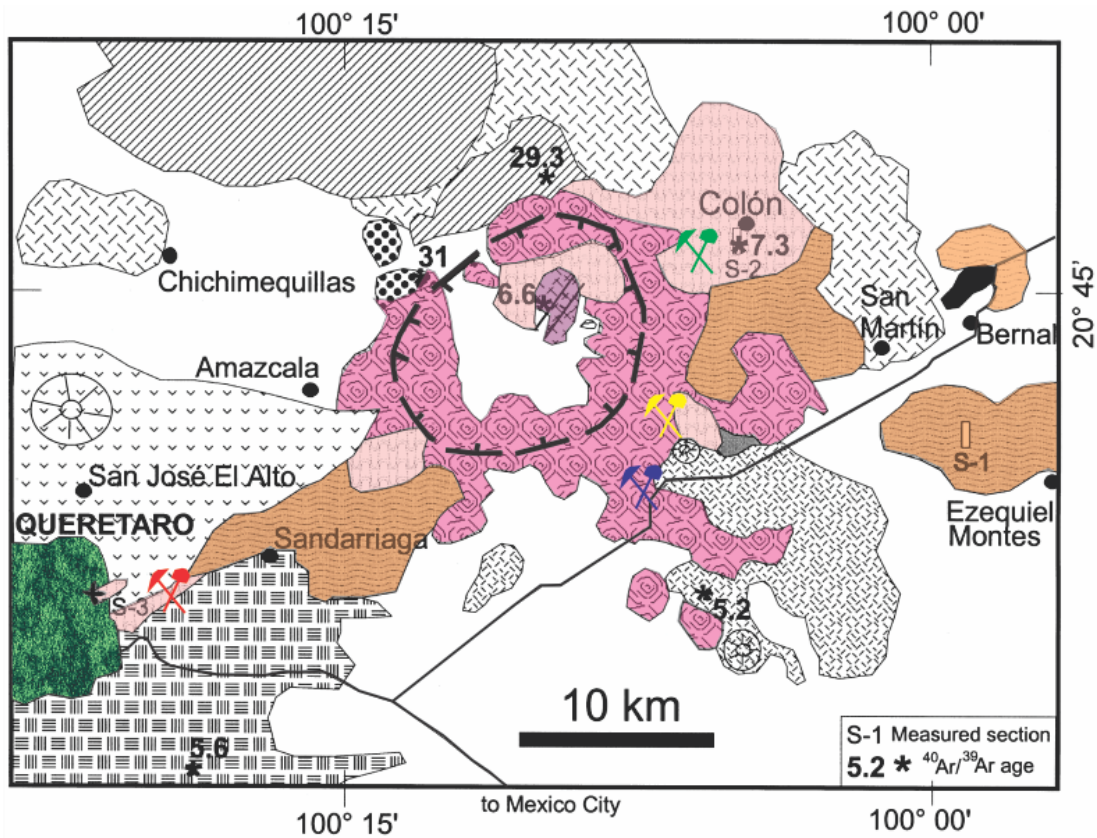 100° 15'
100° 00'
29.3
Colón
7.3
S-2
31
Chichimequillas
6.6
San
Martín
Bernal
20° 45'
Amazcala
S-1
San José El Alto
QUERETARO
Ezequiel
Montes
Sandarriaga
S-3
5.2
10 km
5.6
S-1 Measured section
5.2 * ⁴⁰Ar/³⁹Ar age
to Mexico City
100° 15'
100° 00'